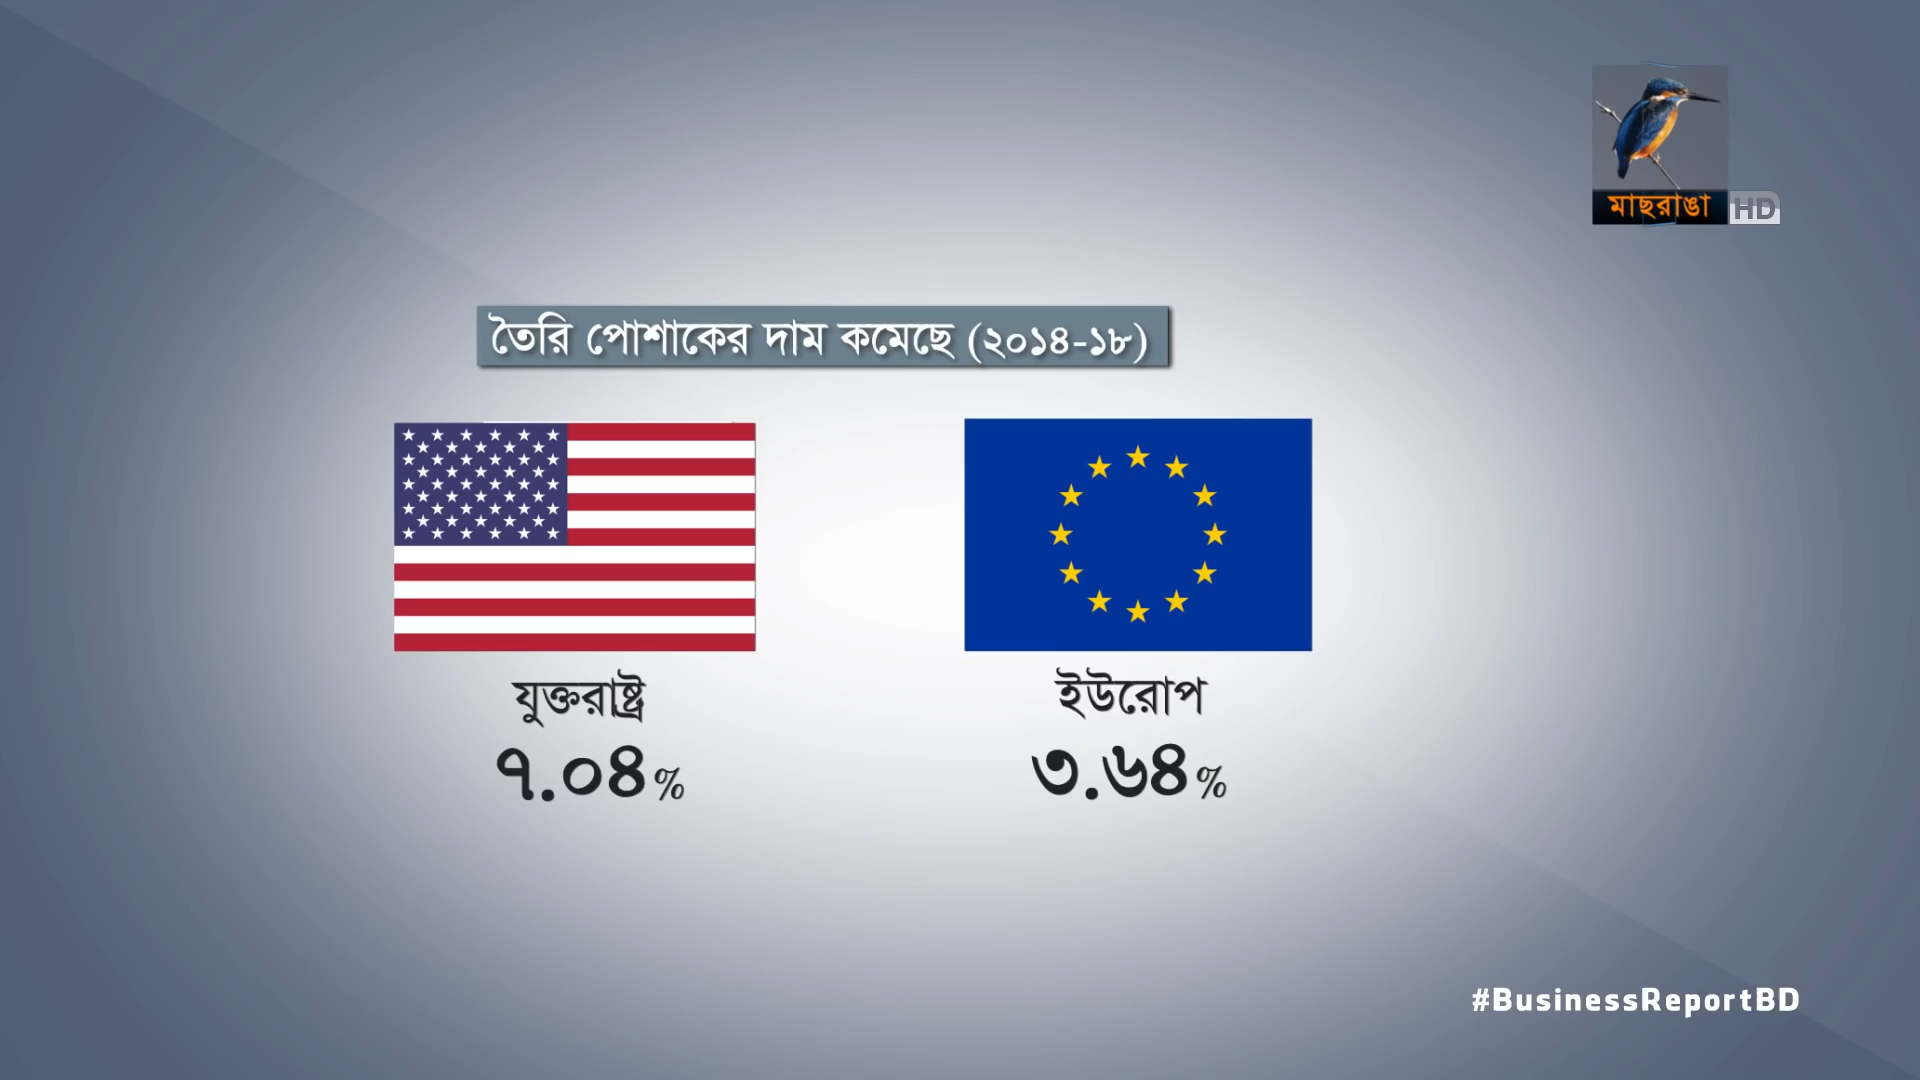 মাছরাঙা HD
তৈরি পোশাকের দাম কমেছে (২০১৪-১৮)
যুক্তরাষ্ট্র
৭.০৪%
ইউরোপ
৩.৬৪%
#BusinessReportBD